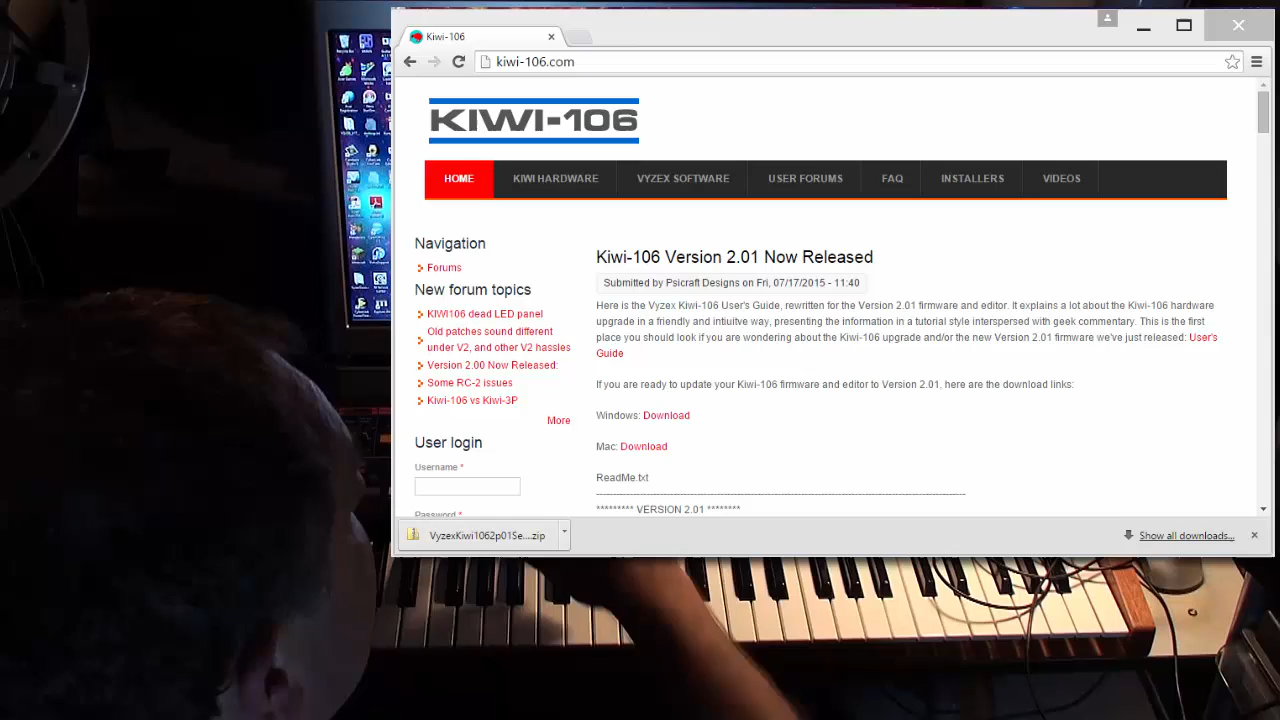 Kiwi-106
kiwi-106.com
KIWI-106
HOME KIWI HARDWARE VYZEX SOFTWARE USER FORUMS FAQ INSTALLERS VIDEOS
Navigation
Forums
New forum topics
KIWI106 dead LED panel
Old patches sound different
under V2, and other V2 hassles
Version 2.00 Now Released:
Some RC-2 issues
Kiwi-106 vs Kiwi-3P
More
User login
Username *
Password *
Kiwi-106 Version 2.01 Now Released
Submitted by Psicraft Designs on Fri, 07/17/2015 - 11:40
Here is the Vyzex Kiwi-106 User's Guide, rewritten for the Version 2.01 firmware and editor. It explains a lot about the Kiwi-106 hardware
upgrade in a friendly and intiuitve way, presenting the information in a tutorial style interspersed with geek commentary. This is the first
place you should look if you are wondering about the Kiwi-106 upgrade and/or the new Version 2.01 firmware we've just released: User's
Guide
If you are ready to update your Kiwi-106 firmware and editor to Version 2.01, here are the download links:
Windows: Download
Mac: Download
ReadMe.txt
********* VERSION 2.01 ********
VyzexKiwi1062p01Se....zip
Show all downloads...